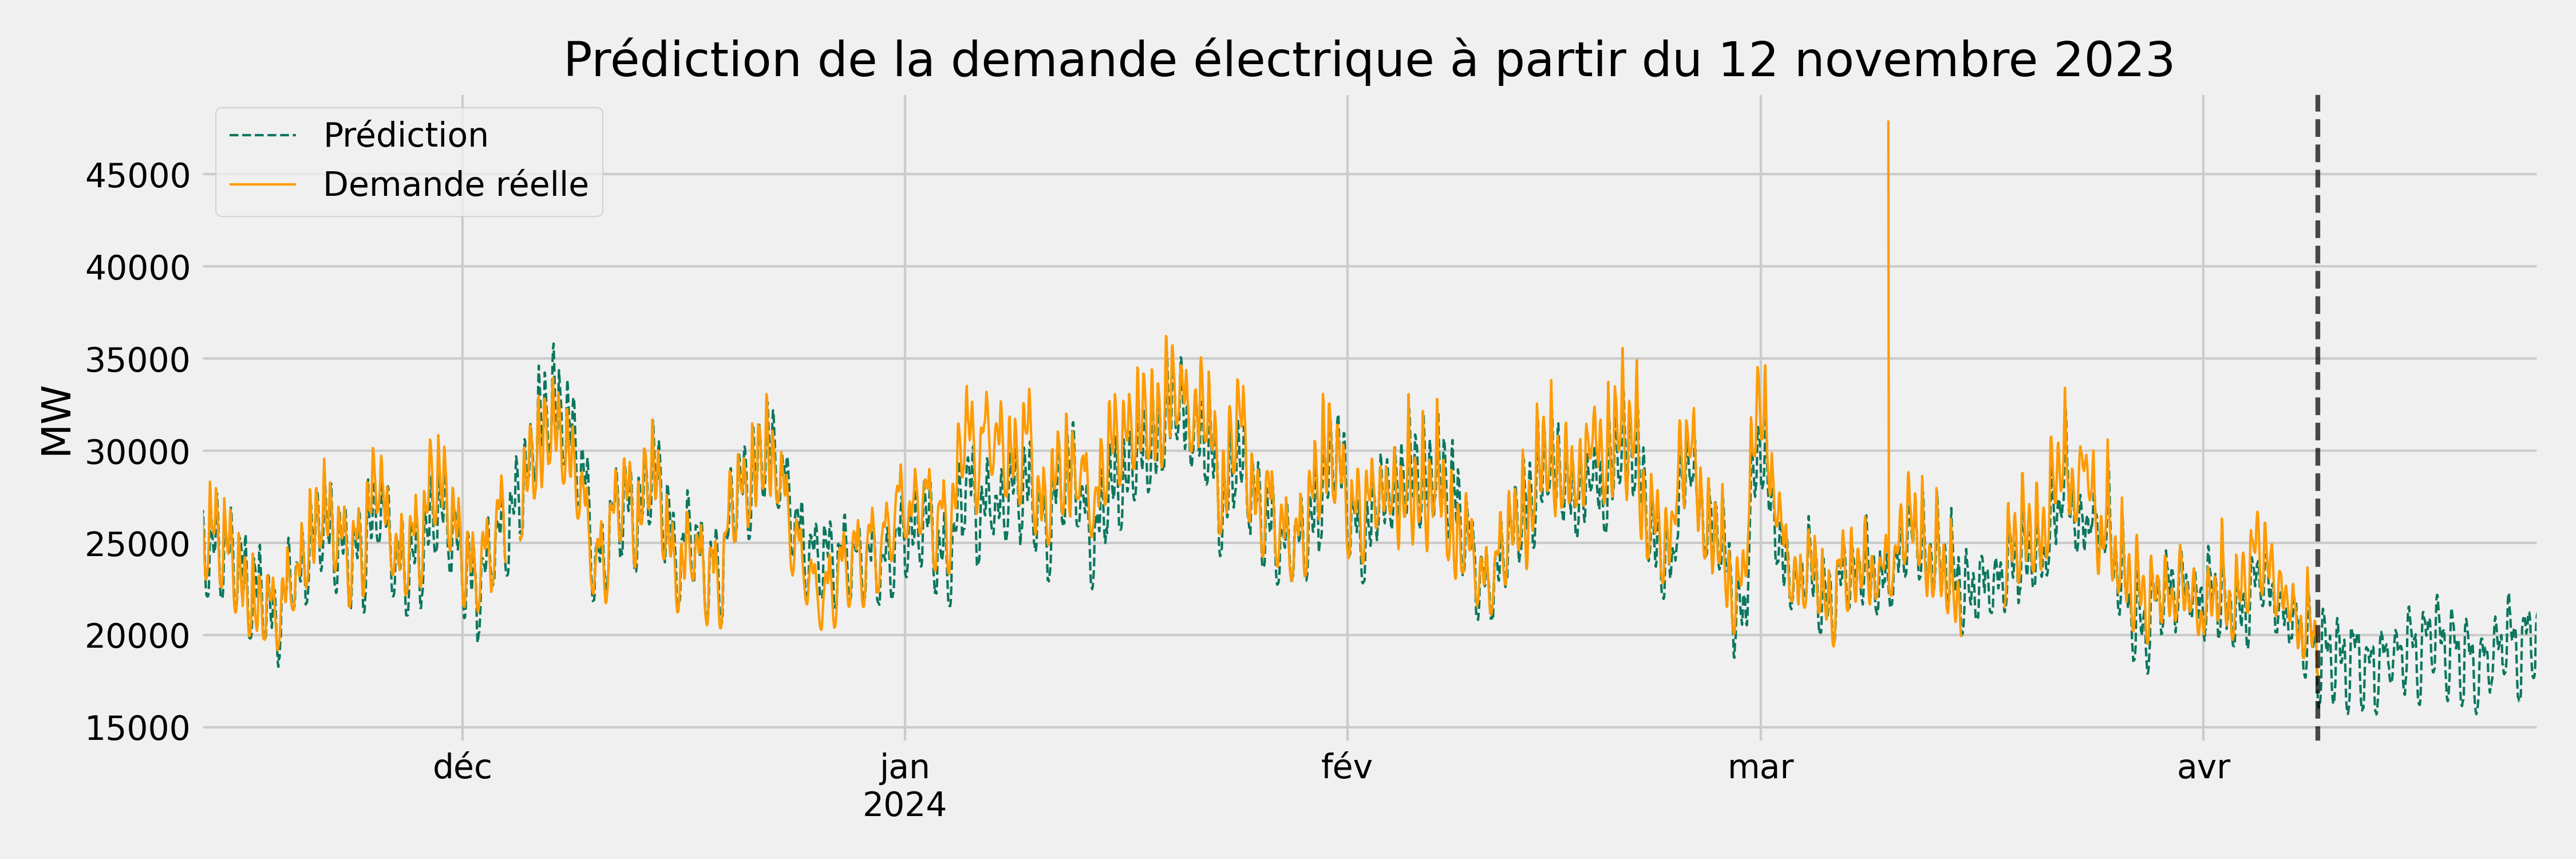 Prédiction de la demande électrique à partir du 12 novembre 2023
Prédiction
Demande réelle
MW
45000
40000
35000
30000
25000
20000
15000
déc
jan
2024
fév
mar
avr